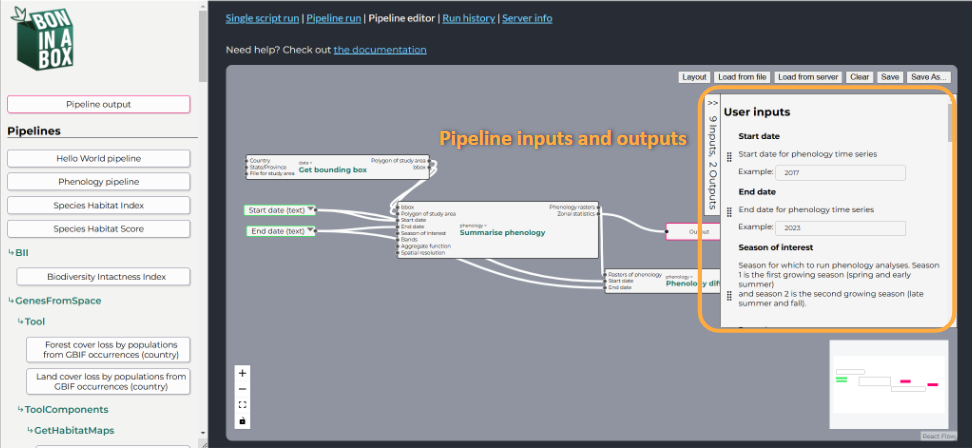 BON
IN A
BOX
Pipeline output
Pipelines
Hello World pipeline
Phenology pipeline
Species Habitat Index
Species Habitat Score
↳BII
Biodiversity Intactness Index
↳GenesFromSpace
↳Tool
Forest cover loss by populations
from GBIF occurrences (country)
Land cover loss by populations from
GBIF occurrences (country)
↳ToolComponents
↳GetHabitatMaps
Single script run | Pipeline run | Pipeline editor | Run history | Server info
Need help? Check out the documentation
Layout
Load from file
Load from server
Clear
Save
Save As...
Pipeline inputs and outputs
Country
State/Province
File for study area
data >
Get bounding box
Polygon of study area
bbox
Start date (text)
End date (text)
bbox
Polygon of study area
Start date
End date
Season of interest
Bands
Aggregate function
Spatial resolution
phenology >
Summarise phenology
Phenology rasters
Zonal statistics
Output
Rasters of phenology
Start date
End date
phenology >
Phenology dif
>>
9 Inputs, 2 Outputs
User inputs
Start date
Start date for phenology time series
Example: 2017
End date
End date for phenology time series
Example: 2023
Season of interest
Season for which to run phenology analyses. Season
1 is the first growing season (spring and early
summer)
and season 2 is the second growing season (late
summer and fall).
React Flow